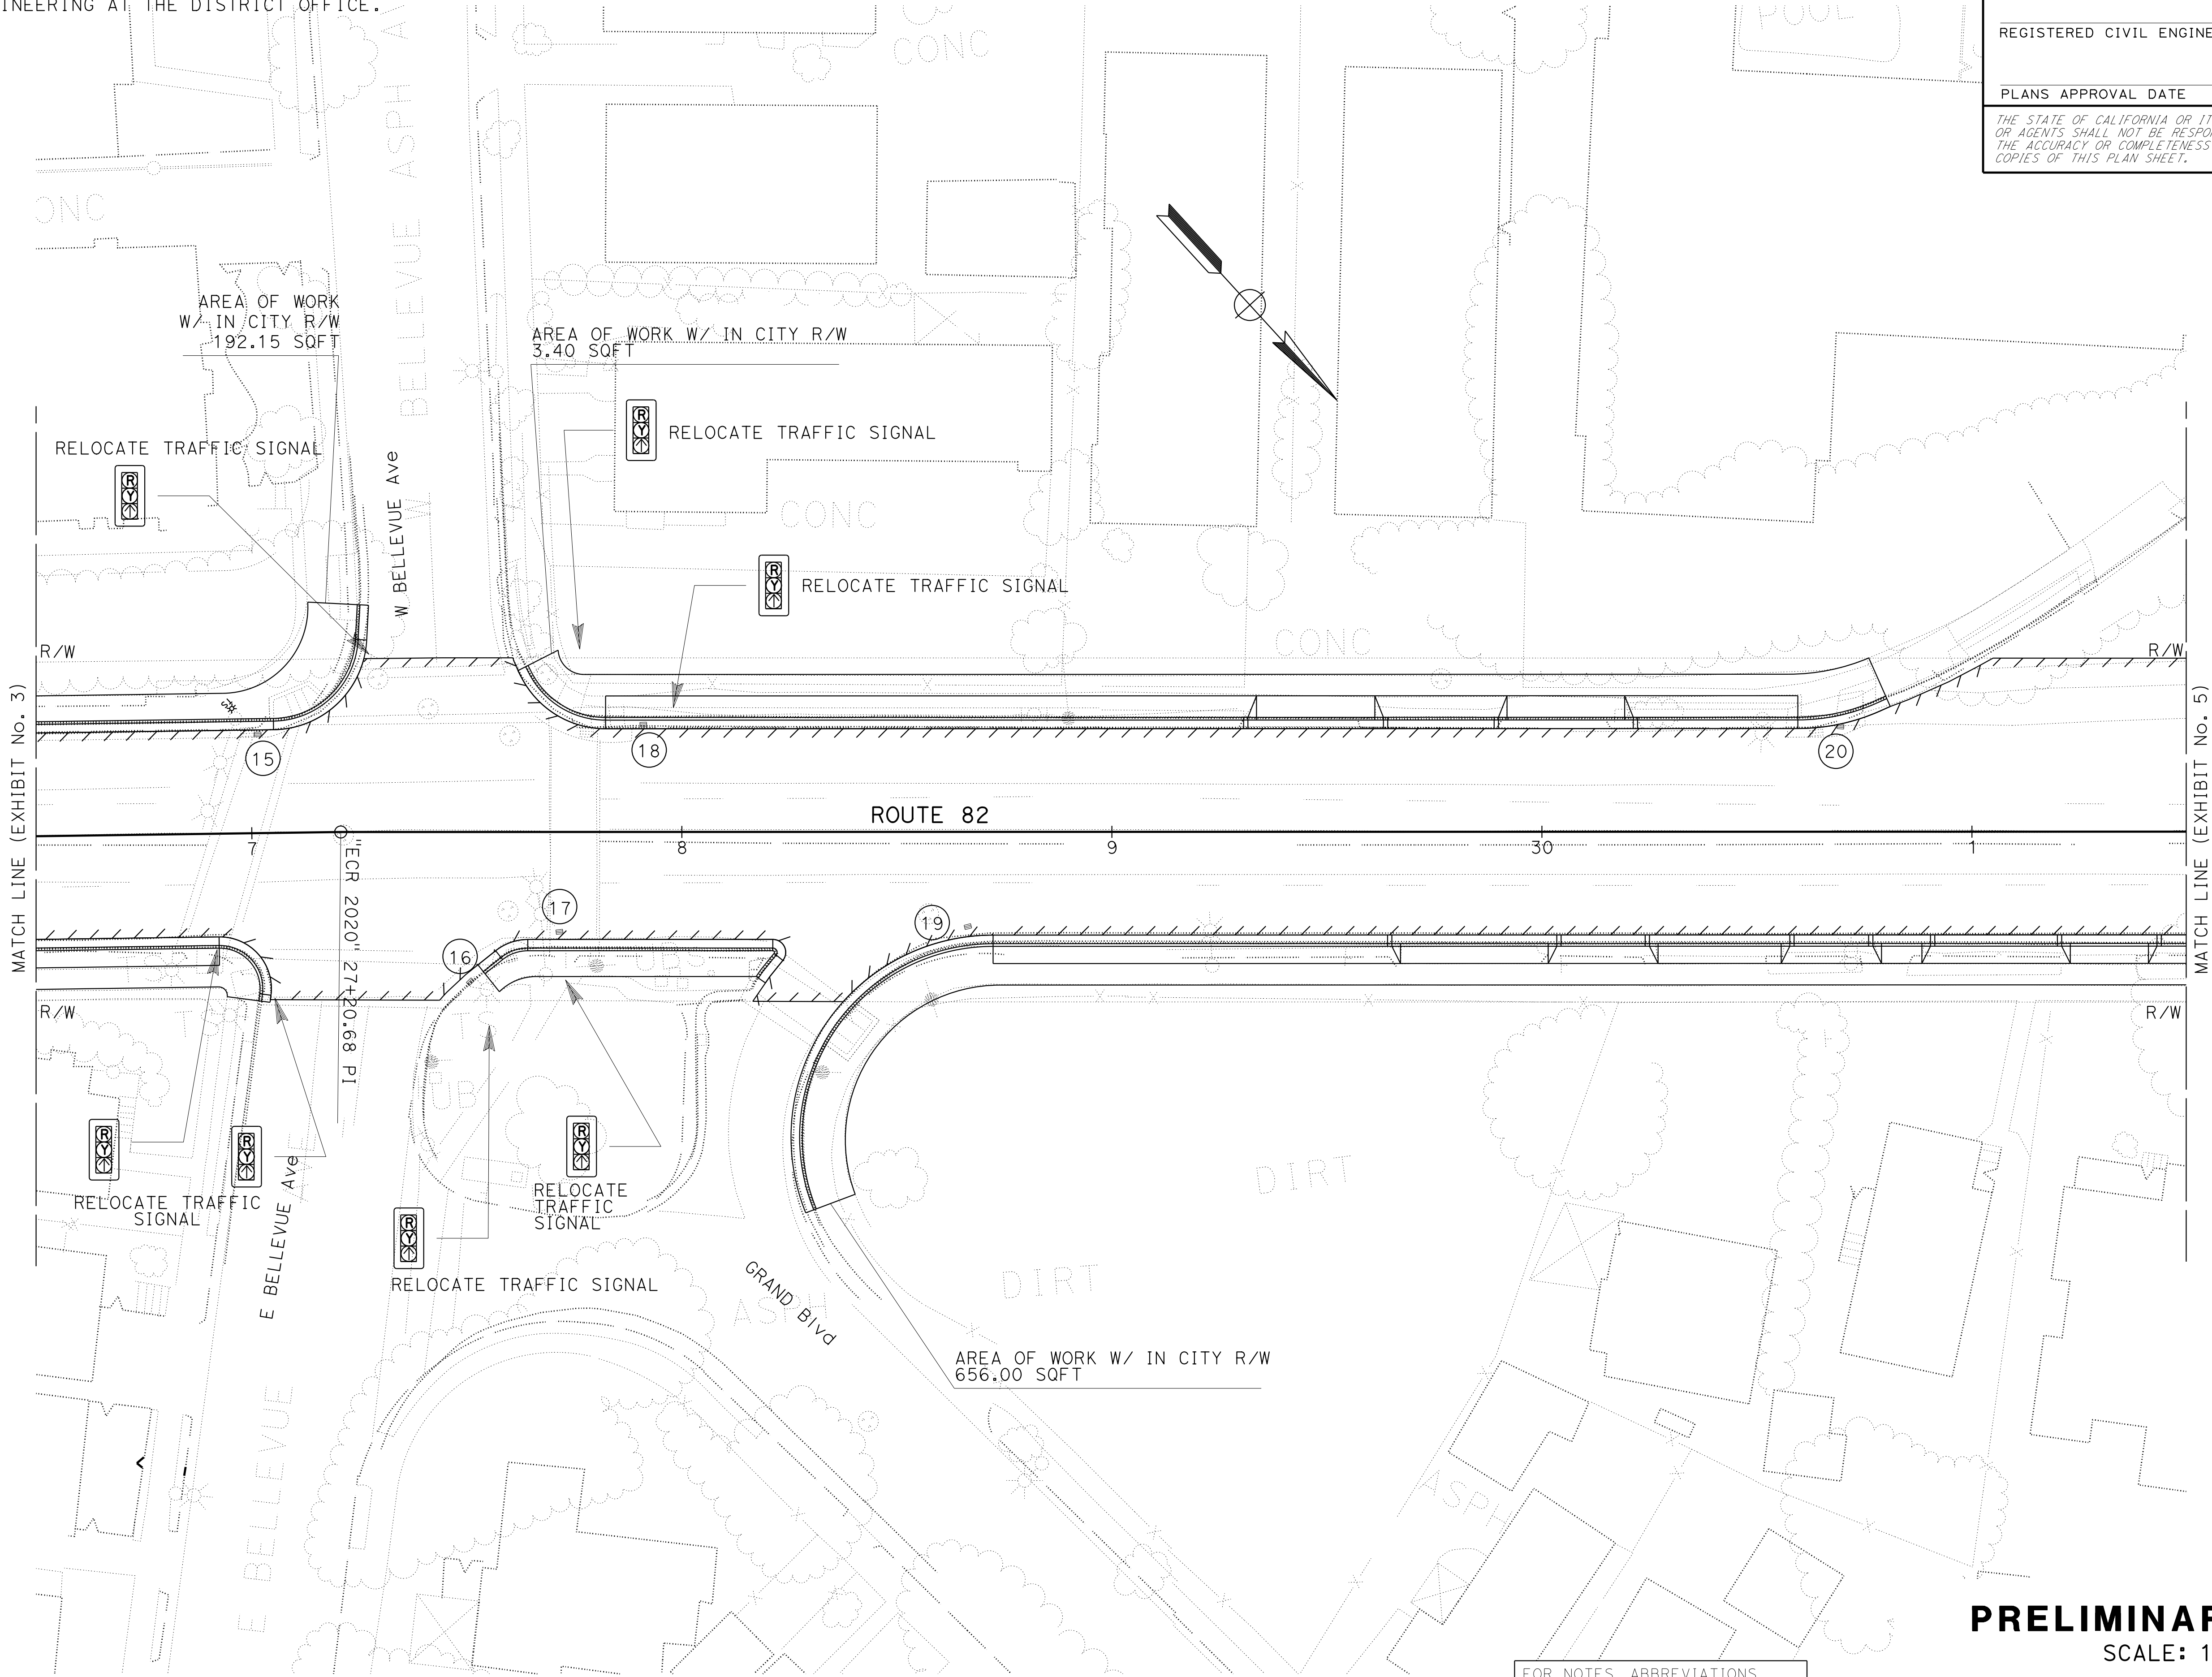 INEERING AT THE DISTRICT OFFICE.
REGISTERED CIVIL
PLANS APPROVAL DATE
THE STATE OF CALIFORNIA OR
OR AGENTS SHALL NOT BE
THE ACCURACY OR COMPLETENESS
COPIES OF THIS PLAN SHEET.
CONC
POOL
BELLEVUE ASPH
W BELLEVUE
AREA OF WORK
W/ IN CITY R/W
192.15 SQFT
AREA OF WORK W/ IN CITY R/W
3.40 SQFT
RELOCATE TRAFFIC SIGNAL
R
Y
R
Y
RELOCATE TRAFFIC SIGNAL
R
Y
RELOCATE TRAFFIC SIGNAL
W BELLEVUE Ave
CONC
CONC
R/W
R/W
MATCH LINE (EXHIBIT No. 3)
MATCH LINE (EXHIBIT No. 5)
15
18
20
ROUTE 82
7
8
9
30
1
"ECR 2020" 27+20.68 PI
16
17
19
R/W
R/W
R
Y
R
Y
RELOCATE TRAFFIC
SIGNAL
E BELLEVUE Ave
R
Y
RELOCATE TRAFFIC SIGNAL
R
Y
RELOCATE
TRAFFIC
SIGNAL
GRAND Blvd
ASPH
DIRT
DIRT
AREA OF WORK W/ IN CITY R/W
656.00 SQFT
E BELLEVUE
ASPH
SCALE: 1
FOR NOTES, ABBREVIATIONS